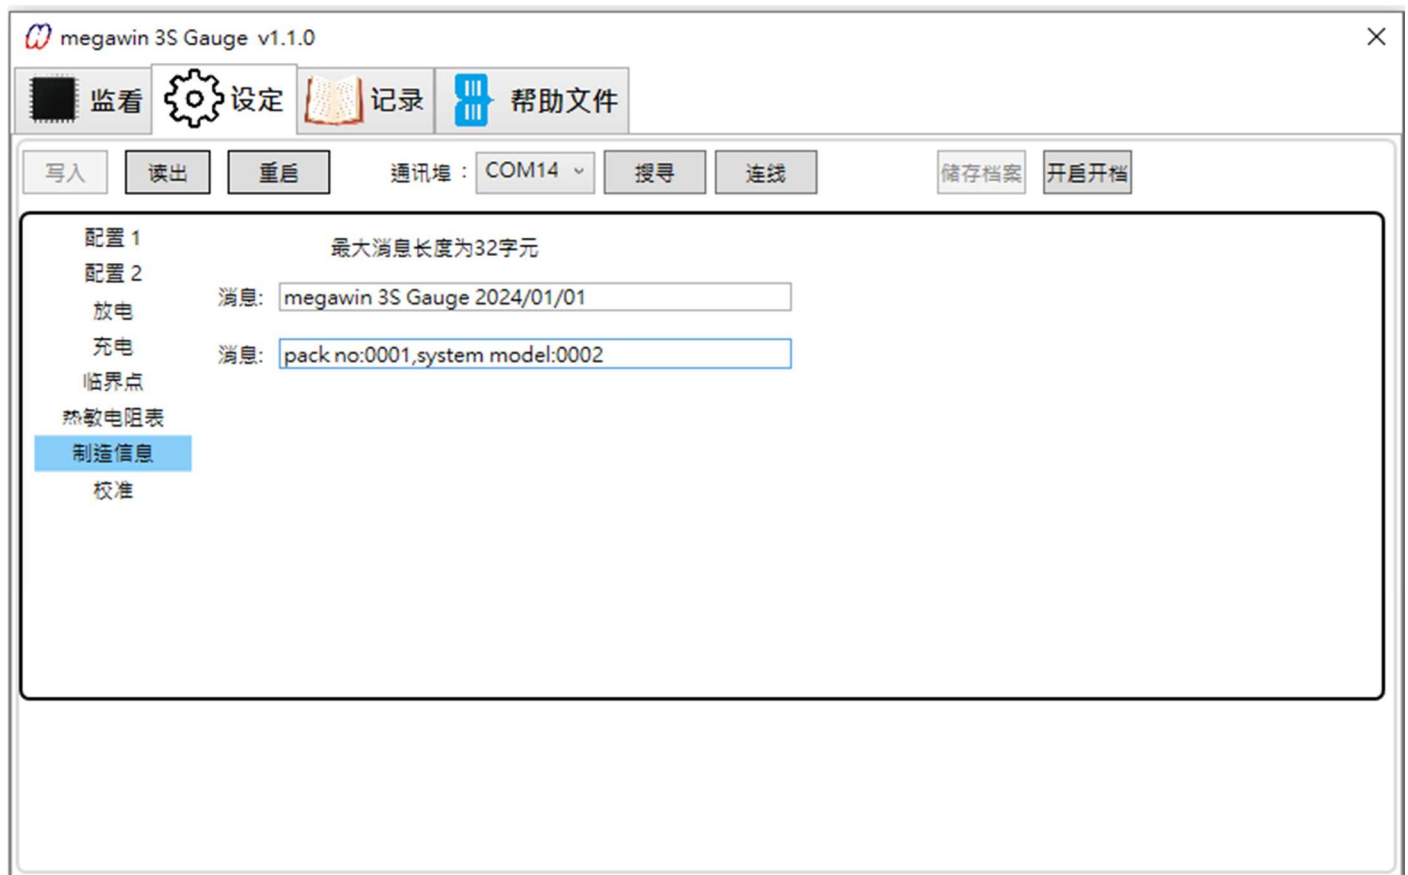 megawin 3S Gauge v1.1.0
监看 设定 记录 帮助文件
写入 读出 重启 通讯埠： COM14 搜寻 连线 储存档案 开启开档
配置 1
配置 2
放电
充电
临界点
热敏电阻表
制造信息
校准
最大消息长度为32字元
消息: megawin 3S Gauge 2024/01/01
消息: pack no:0001,system model:0002